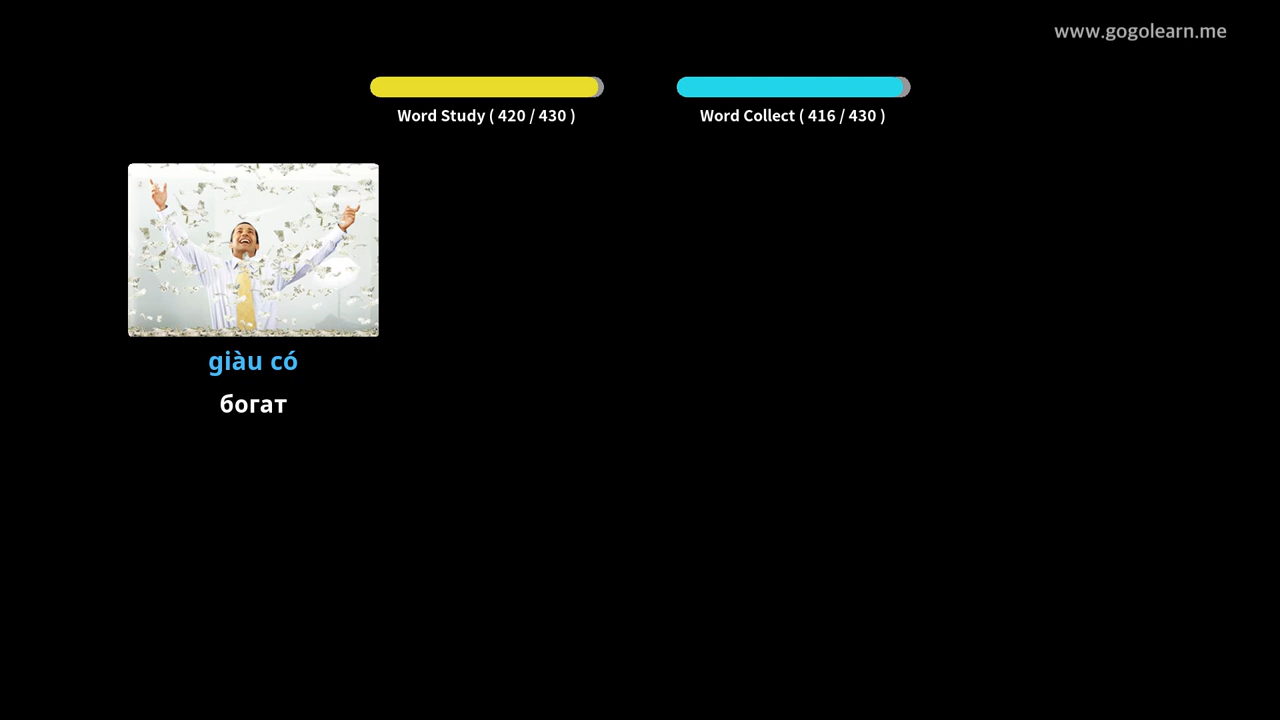 www.gogolearn.me
Word Study ( 420 / 430 )
Word Collect ( 416 / 430 )
giàu có
богат